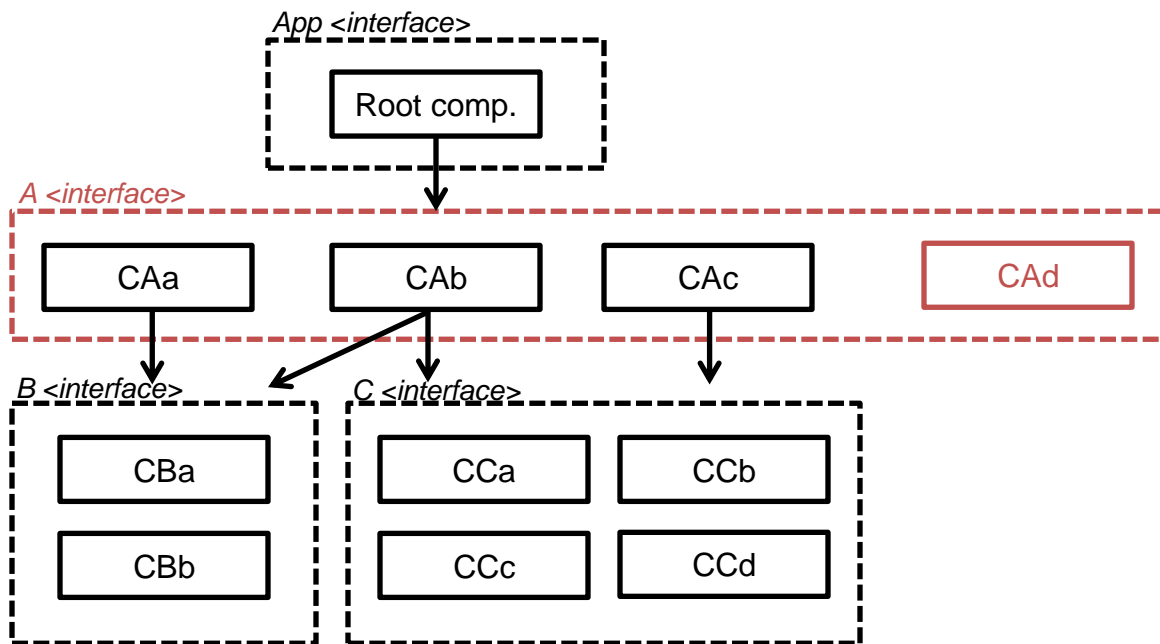 App <interface>
Root comp.
A <interface>
CAa
CAb
CAc
CAd
B <interface>
C <interface>
CBa
CCa
CCb
CBb
CCc
CCd